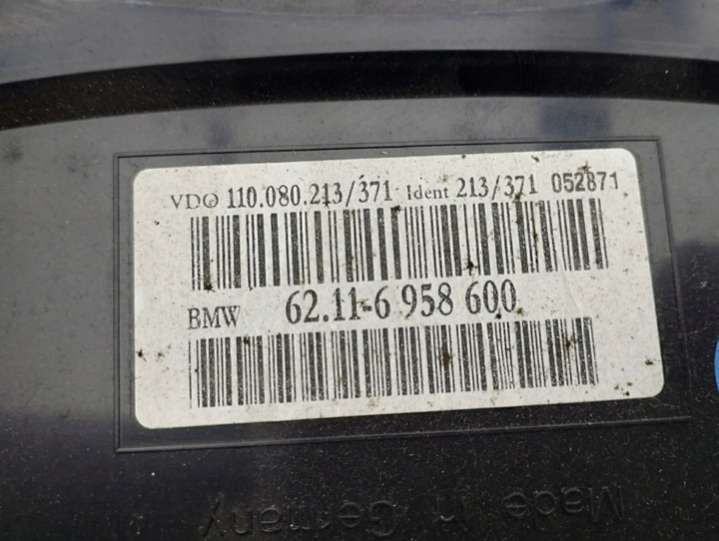 VDO 110.080.213/371 Ident 213/371 052871
BMW 62.11-6 958 600
Made in
Germany